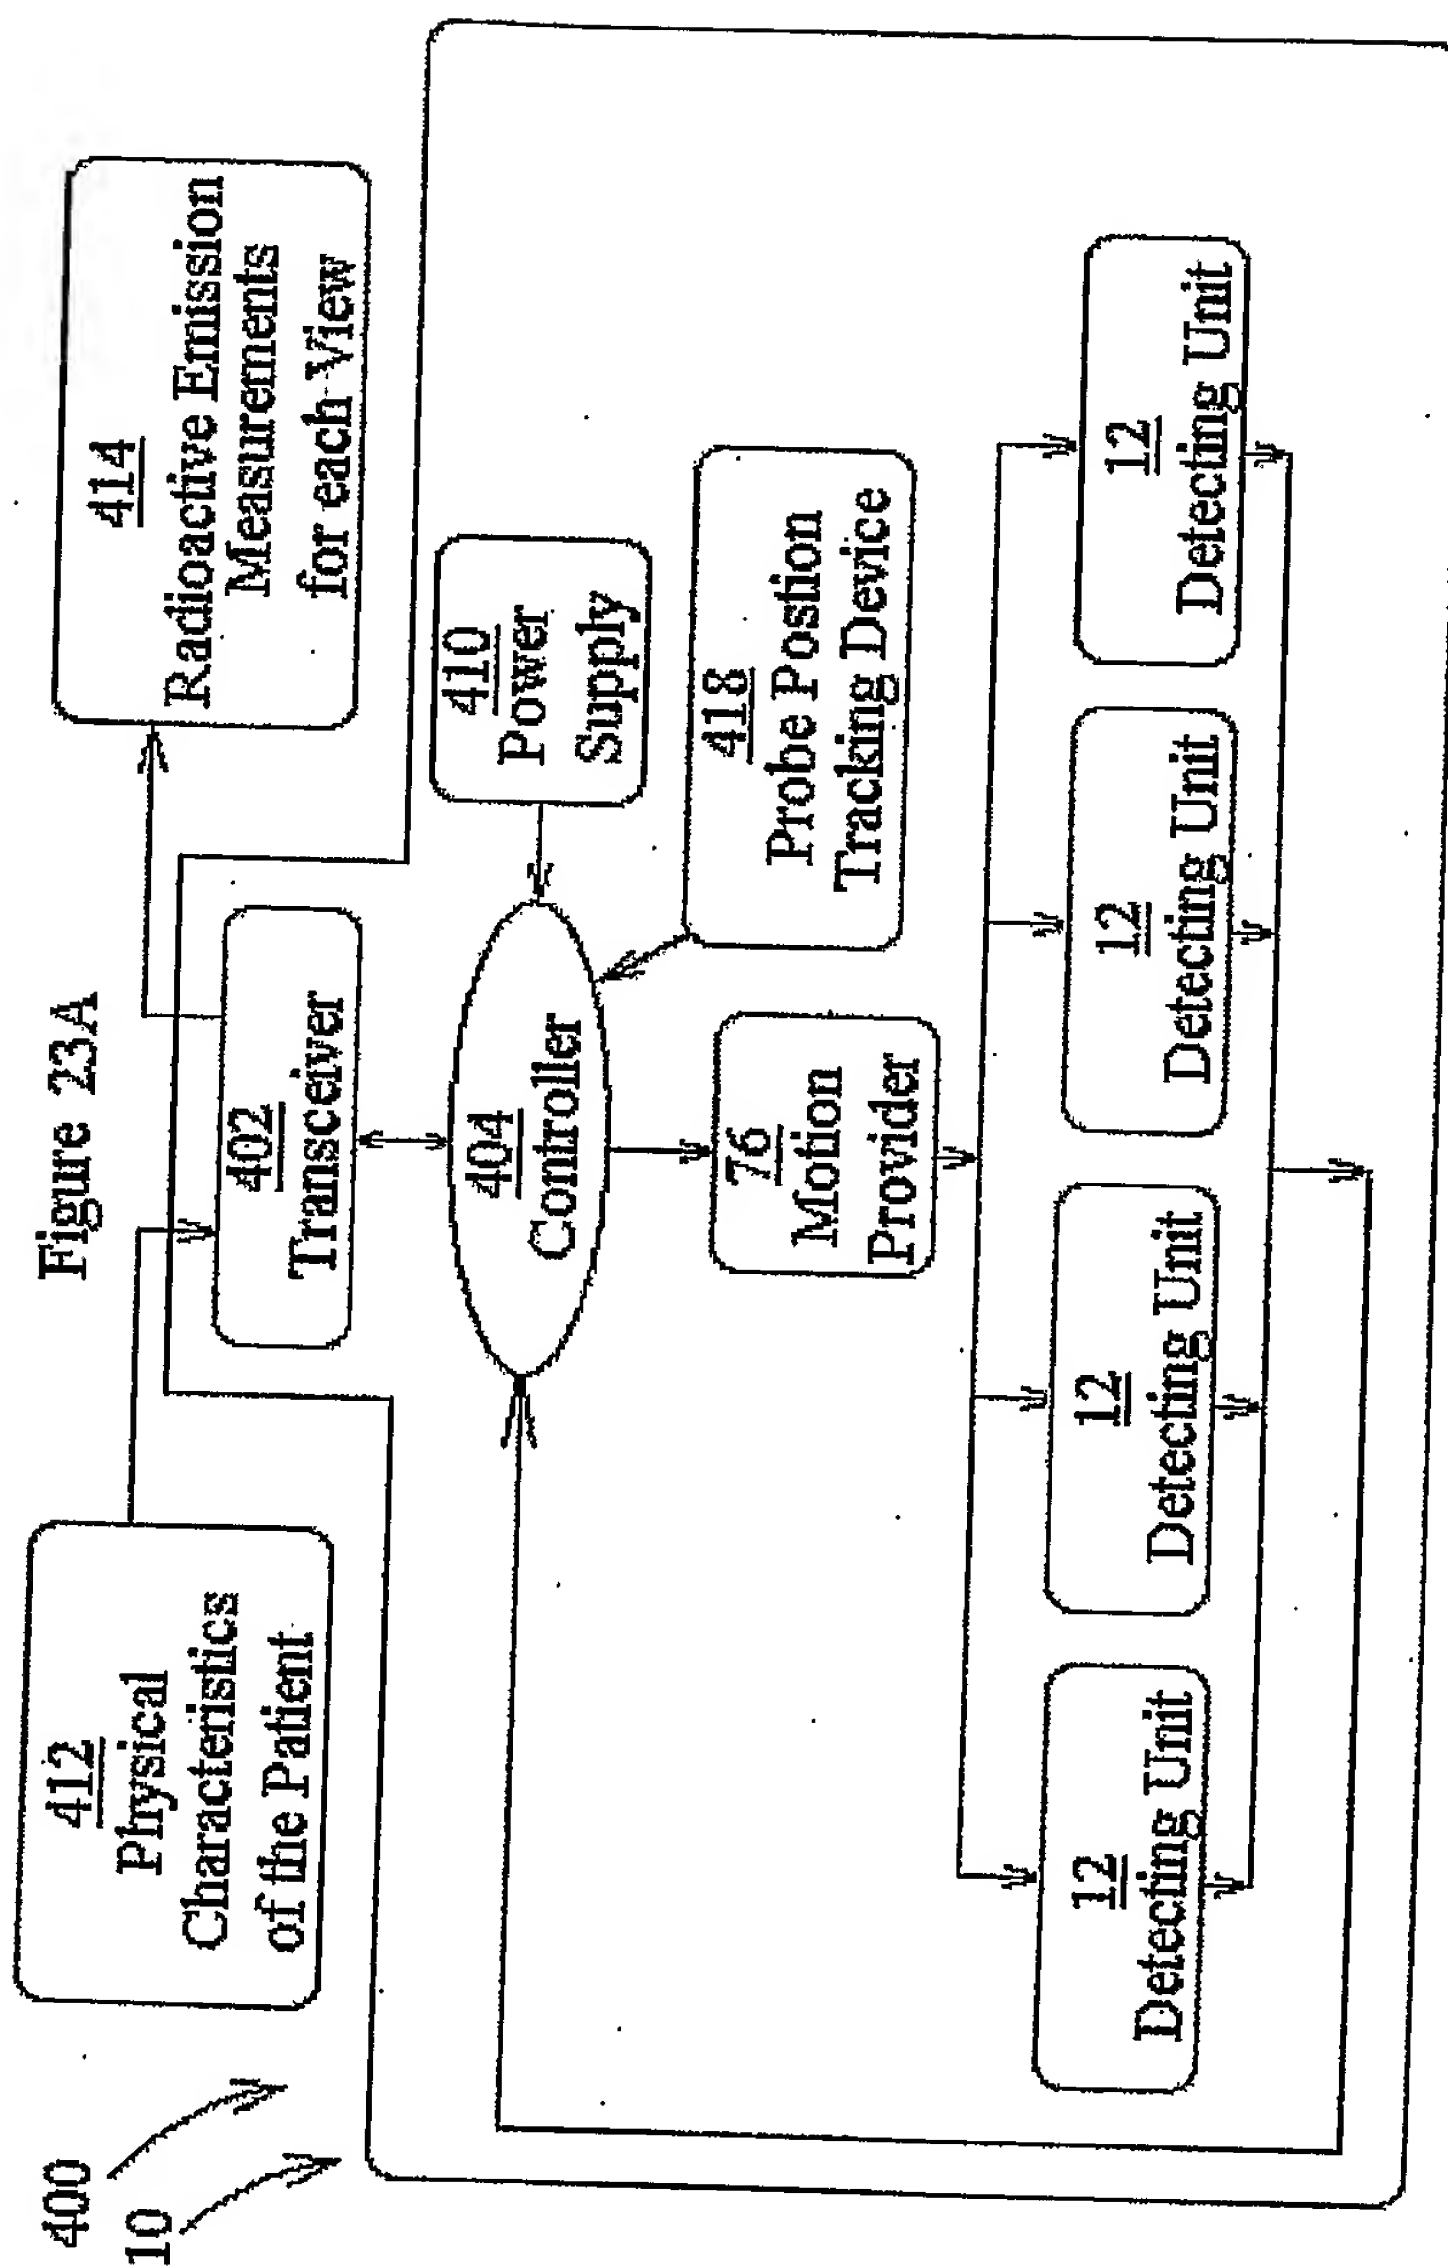 Figure 23A
400
10
412
Physical
Characteristics
of the Patient
414
Radioactive Emission
Measurements
for each View
402
Transceiver
404
Controller
410
Power
Supply
76
Motion
Provider
418
Probe Postion
Tracking Device
12
Detecting Unit
12
Detecting Unit
12
Detecting Unit
12
Detecting Unit